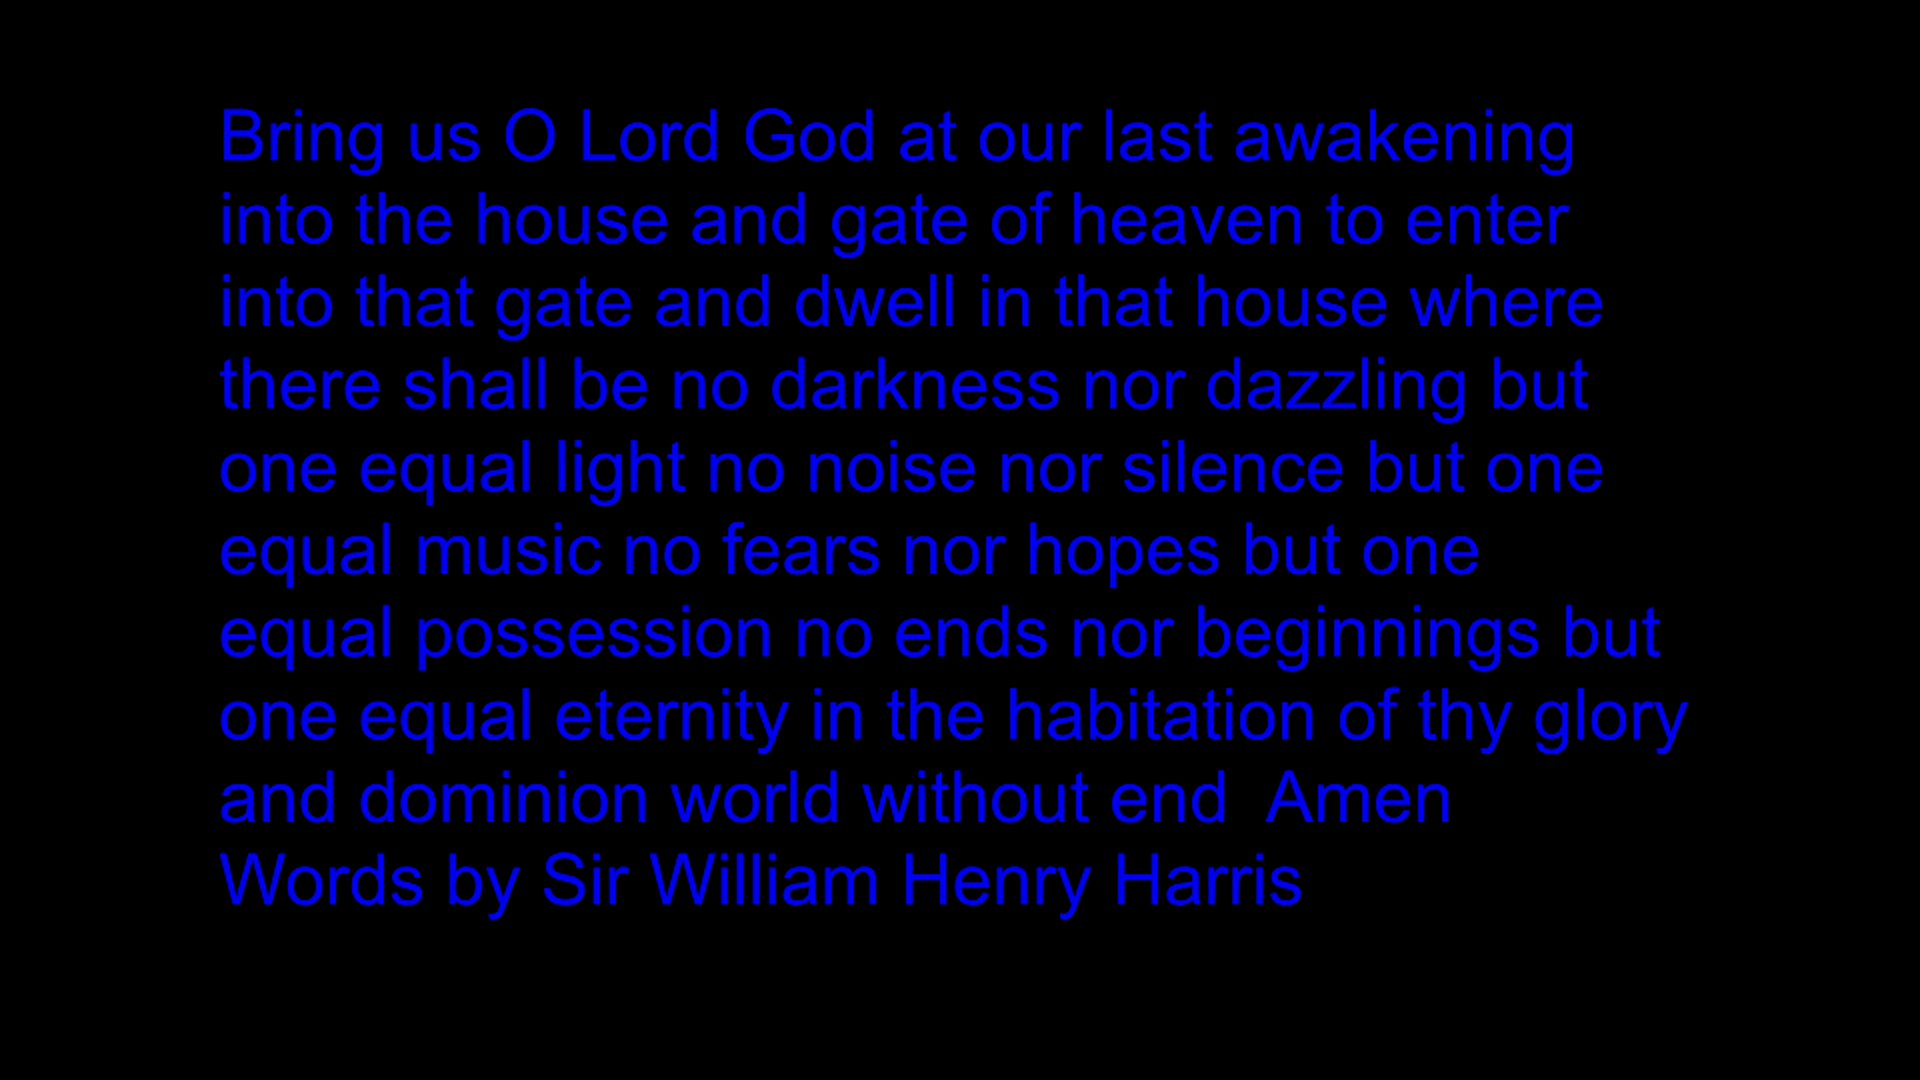 Bring us O Lord God at our last awakening
into the house and gate of heaven to enter
into that gate and dwell in that house where
there shall be no darkness nor dazzling but
one equal light no noise nor silence but one
equal music no fears nor hopes but one
equal possession no ends nor beginnings but
one equal eternity in the habitation of thy glory
and dominion world without end  Amen
Words by Sir William Henry Harris